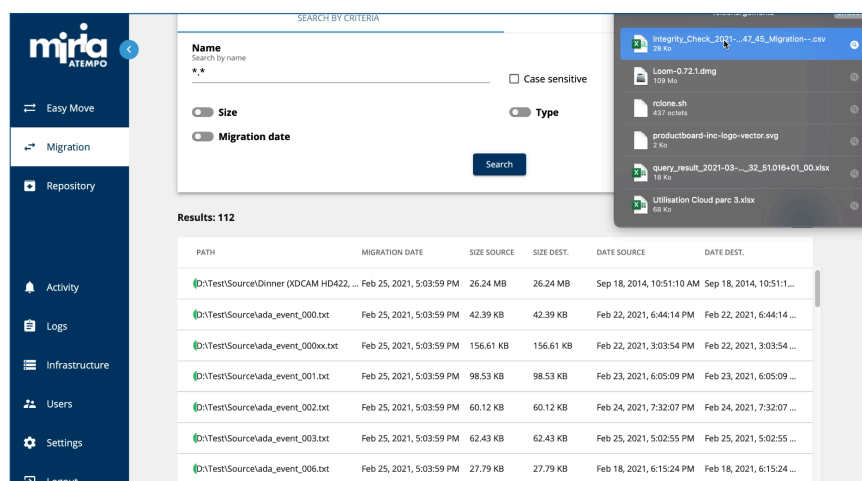 miria
ATEMPO
Easy Move
Migration
Repository
Activity
Logs
Infrastructure
Users
Settings
SEARCH BY CRITERIA
Name
Search by name
*.*
Case sensitive
Size
Type
Migration date
Search
Integrity_Check_2021-...47_45_Migration--.csv
28 Ko
Loom-0.72.1.dmg
109 Mo
rclone.sh
437 octets
productboard-inc-logo-vector.svg
2 Ko
query_result_2021-03-..._32_51.016+01_00.xlsx
18 Ko
Utilisation Cloud parc 3.xlsx
68 Ko
Results: 112
PATH MIGRATION DATE SIZE SOURCE SIZE DEST. DATE SOURCE DATE DEST.
D:\Test\Source\Dinner (XDCAM HD422, ... Feb 25, 2021, 5:03:59 PM 26.24 MB 26.24 MB Sep 18, 2014, 10:51:10 AM Sep 18, 2014, 10:51:1...
D:\Test\Source\ada_event_000.txt Feb 25, 2021, 5:03:59 PM 42.39 KB 42.39 KB Feb 22, 2021, 6:44:14 PM Feb 22, 2021, 6:44:14 ...
D:\Test\Source\ada_event_000xx.txt Feb 25, 2021, 5:03:59 PM 156.61 KB 156.61 KB Feb 22, 2021, 3:03:54 PM Feb 22, 2021, 3:03:54 ...
D:\Test\Source\ada_event_001.txt Feb 25, 2021, 5:03:59 PM 98.53 KB 98.53 KB Feb 23, 2021, 6:05:09 PM Feb 23, 2021, 6:05:09 ...
D:\Test\Source\ada_event_002.txt Feb 25, 2021, 5:03:59 PM 60.12 KB 60.12 KB Feb 24, 2021, 7:32:07 PM Feb 24, 2021, 7:32:07 ...
D:\Test\Source\ada_event_003.txt Feb 25, 2021, 5:03:59 PM 62.43 KB 62.43 KB Feb 25, 2021, 5:02:55 PM Feb 25, 2021, 5:02:55 ...
D:\Test\Source\ada_event_006.txt Feb 25, 2021, 5:03:59 PM 27.79 KB 27.79 KB Feb 18, 2021, 6:15:24 PM Feb 18, 2021, 6:15:24 ...